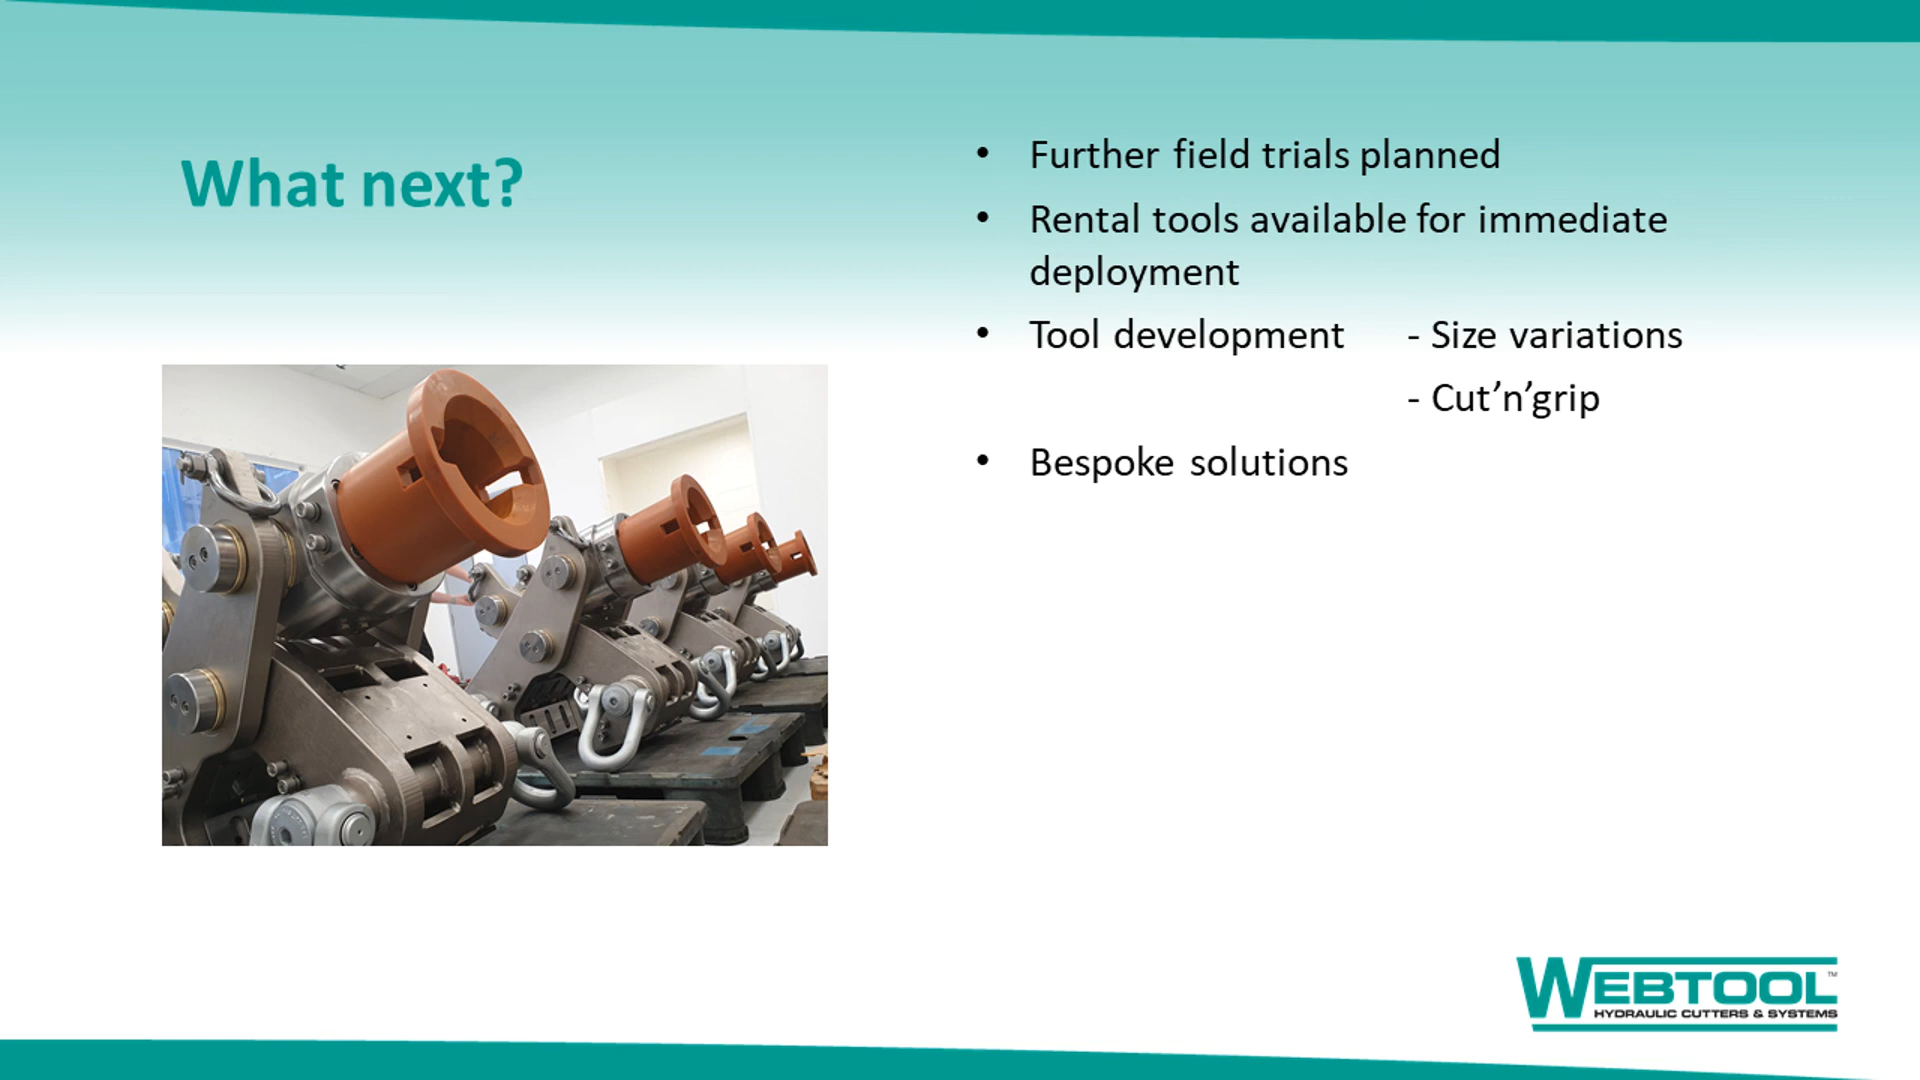 What next?
• Further field trials planned
• Rental tools available for immediate
deployment
• Tool development - Size variations
- Cut’n’grip
• Bespoke solutions
WEBTOOL™
HYDRAULIC CUTTERS & SYSTEMS